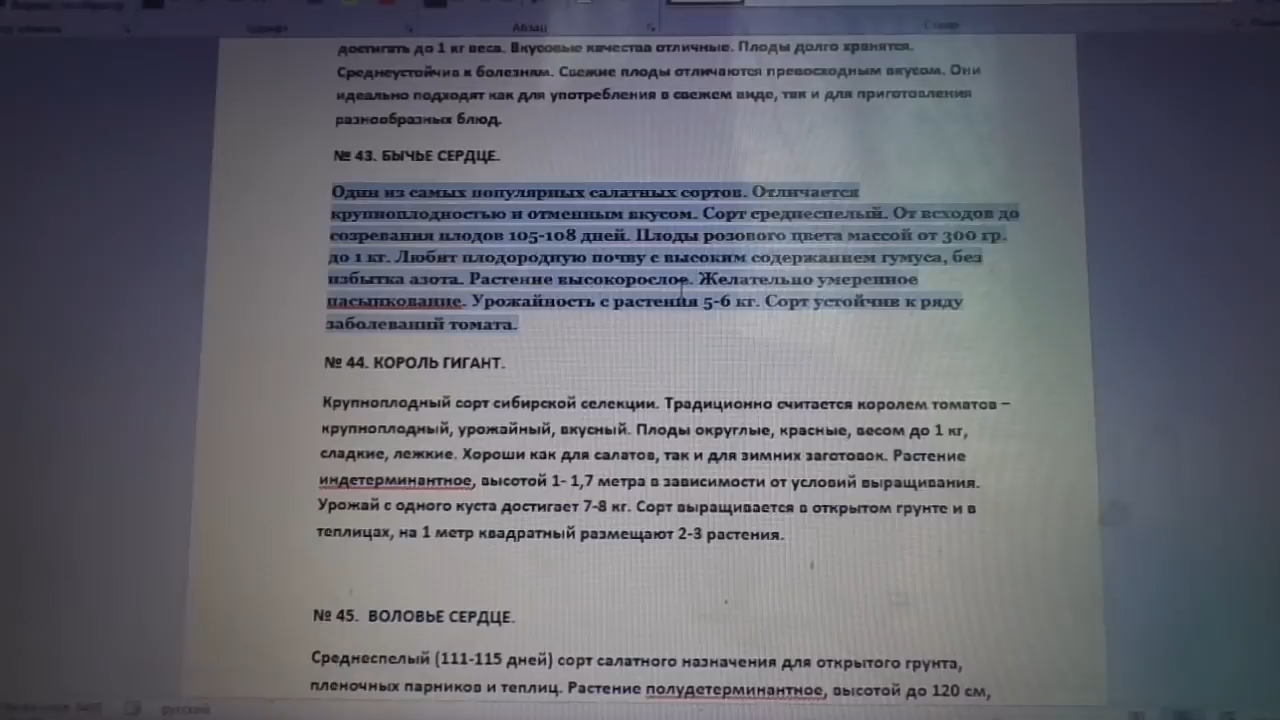 Абзац
достигать до 1 кг веса. Вкусовые качества отличные. Плоды долго хранятся.
Среднеустойчив к болезням. Свежие плоды отличаются превосходным вкусом. Они
идеально подходят как для употребления в свежем виде, так и для приготовления
разнообразных блюд.
№ 43. БЫЧЬЕ СЕРДЦЕ.
Один из самых популярных салатных сортов. Отличается
крупноплодностью и отменным вкусом. Сорт среднеспелый. От всходов до
созревания плодов 105-108 дней. Плоды розового цвета массой от 300 гр.
до 1 кг. Любит плодородную почву с высоким содержанием гумуса, без
избытка азота. Растение высокорослое. Желательно умеренное
пасынкование. Урожайность с растения 5-6 кг. Сорт устойчив к ряду
заболеваний томата.
№ 44. КОРОЛЬ ГИГАНТ.
Крупноплодный сорт сибирской селекции. Традиционно считается королем томатов –
крупноплодный, урожайный, вкусный. Плоды округлые, красные, весом до 1 кг,
сладкие, лежкие. Хороши как для салатов, так и для зимних заготовок. Растение
индетерминантное, высотой 1- 1,7 метра в зависимости от условий выращивания.
Урожай с одного куста достигает 7-8 кг. Сорт выращивается в открытом грунте и в
теплицах, на 1 метр квадратный размещают 2-3 растения.
№ 45. ВОЛОВЬЕ СЕРДЦЕ.
Среднеспелый (111-115 дней) сорт салатного назначения для открытого грунта,
пленочных парников и теплиц. Растение полудетерминантное, высотой до 120 см,
русский